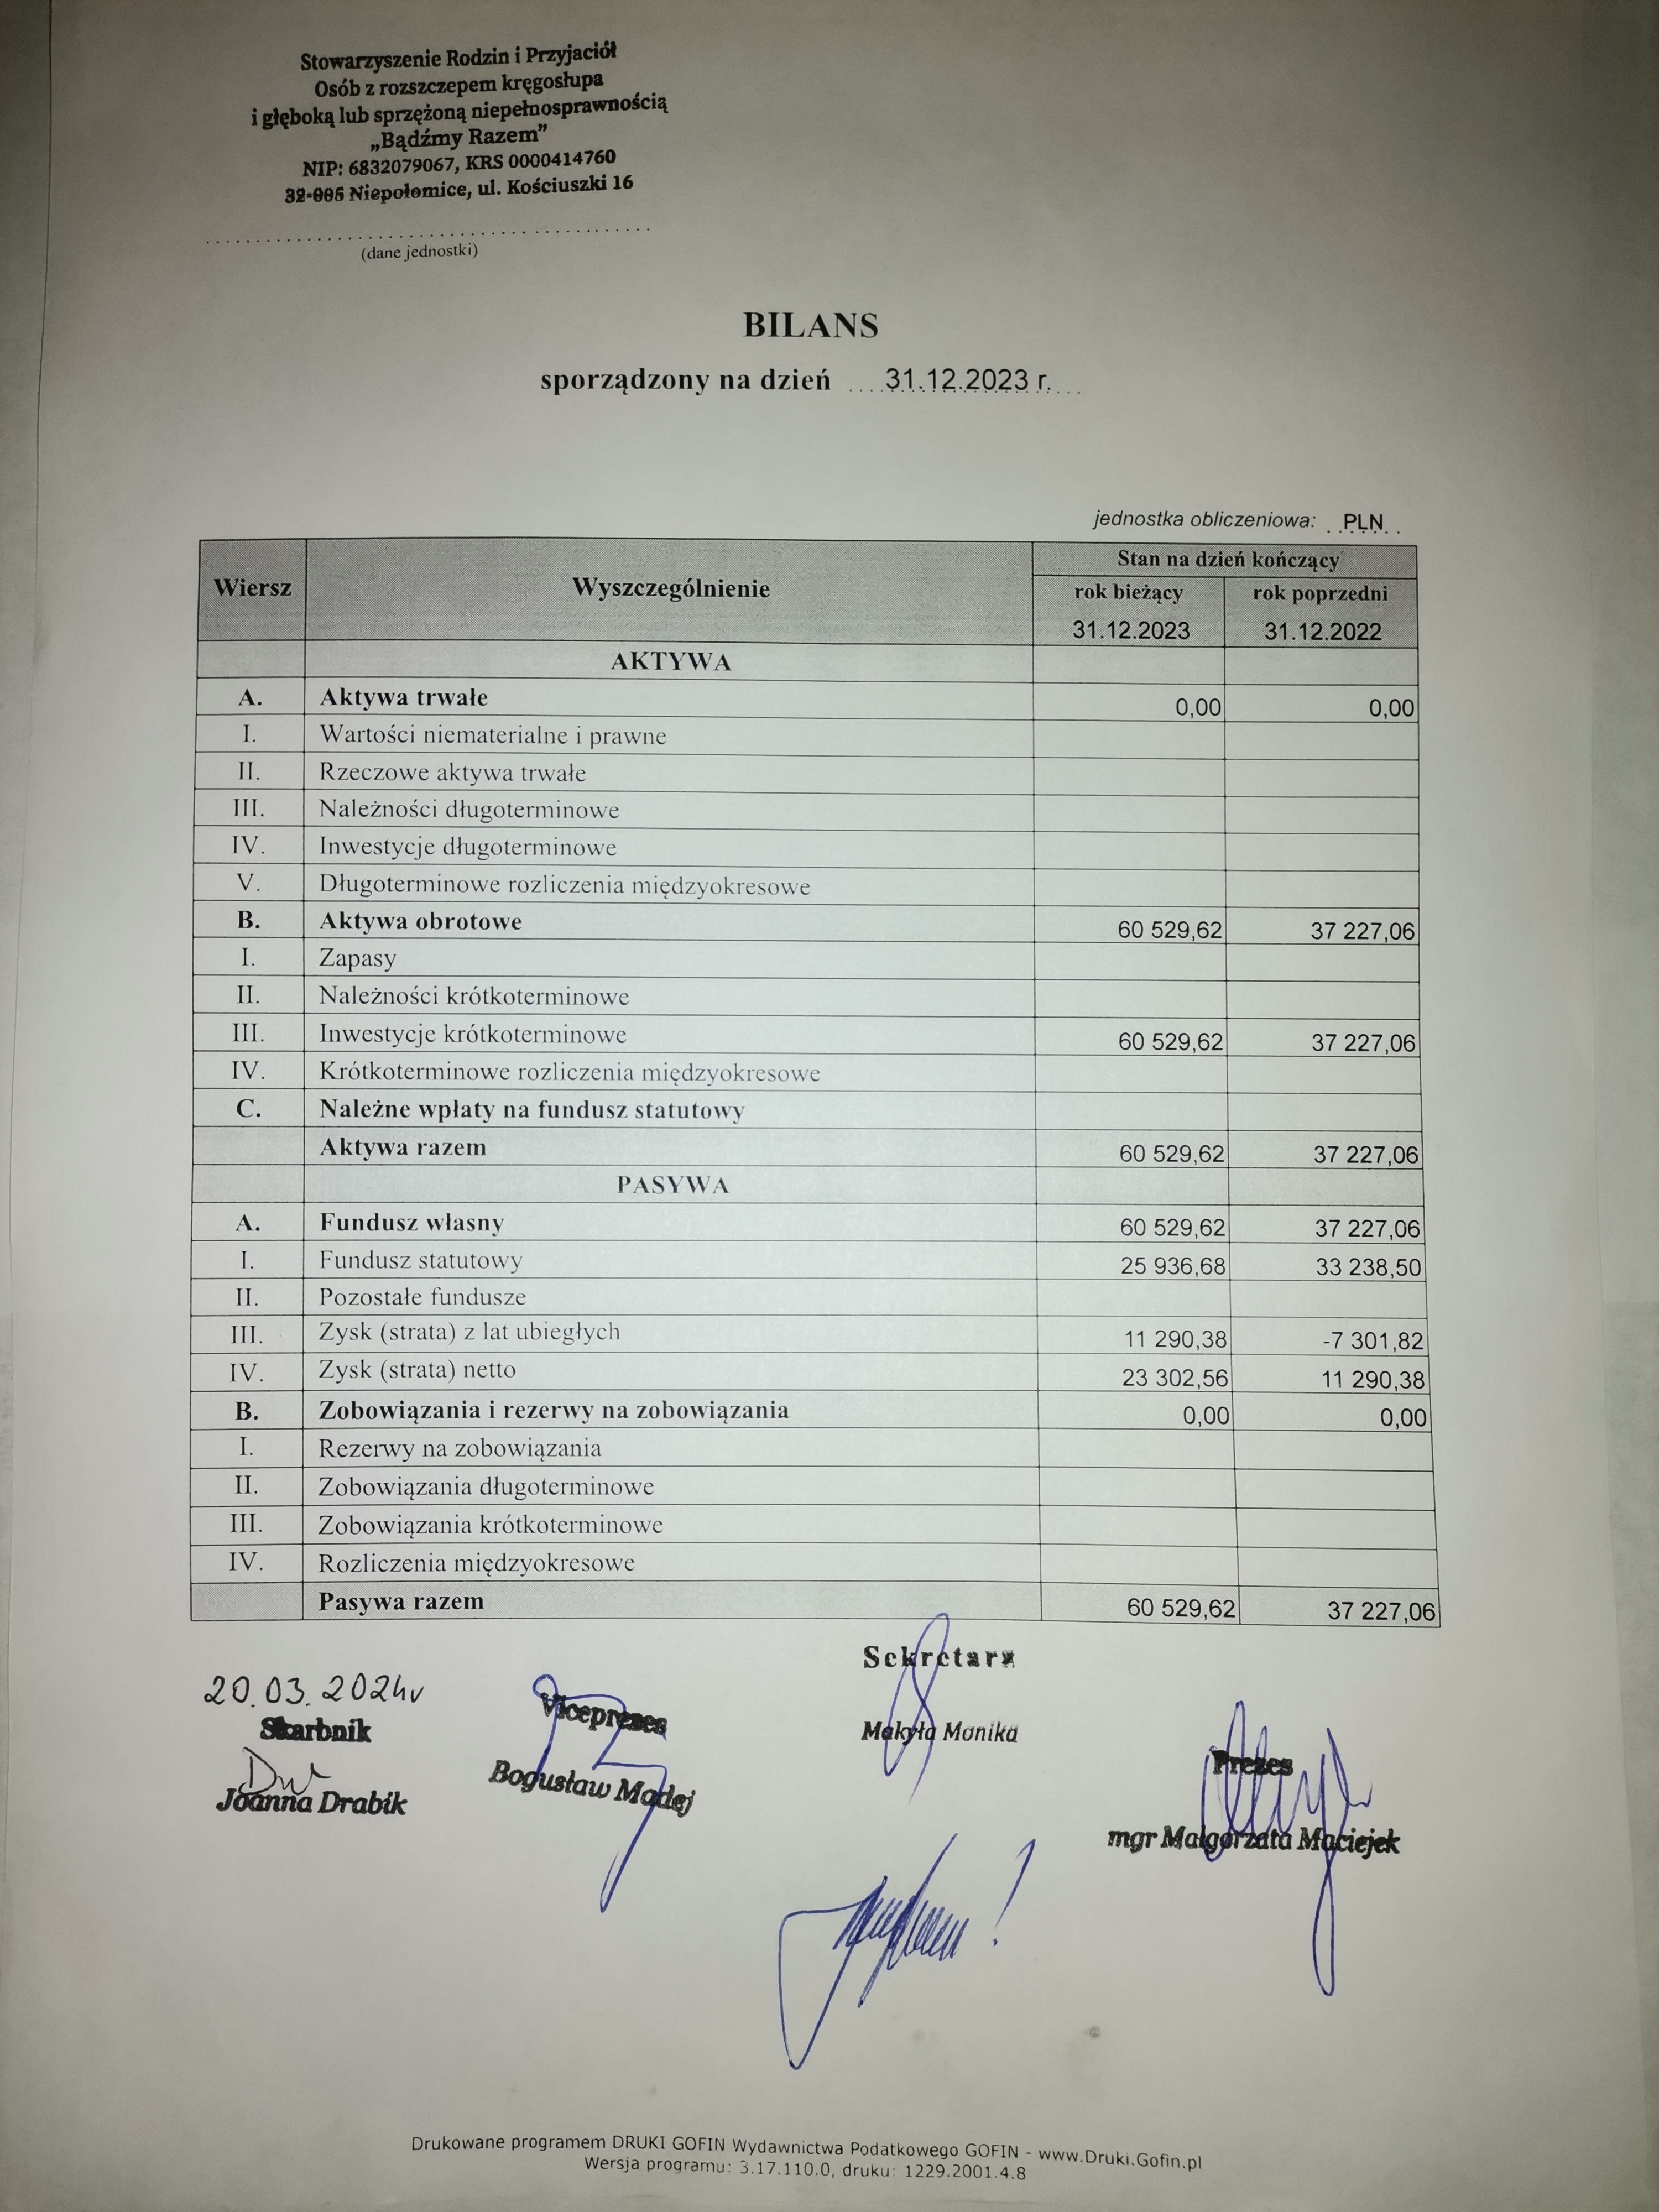 Stowarzyszenie Rodzin i Przyjaciół
Osób z rozszczepem kręgosłupa
i głęboką lub sprzężoną niepełnosprawnością
„Bądźmy Razem”
NIP: 6832079067, KRS 0000414760
32-005 Niepołomice, ul. Kościuszki 16
(dane jednostki)
BILANS
sporządzony na dzień 31.12.2023 r.
jednostka obliczeniowa: PLN
Wiersz Wyszczególnienie Stan na dzień kończący
rok bieżący rok poprzedni
31.12.2023 31.12.2022
AKTYWA
A. Aktywa trwałe 0,00 0,00
I. Wartości niematerialne i prawne
II. Rzeczowe aktywa trwałe
III. Należności długoterminowe
IV. Inwestycje długoterminowe
V. Długoterminowe rozliczenia międzyokresowe
B. Aktywa obrotowe 60 529,62 37 227,06
I. Zapasy
II. Należności krótkoterminowe
III. Inwestycje krótkoterminowe 60 529,62 37 227,06
IV. Krótkoterminowe rozliczenia międzyokresowe
C. Należne wpłaty na fundusz statutowy
Aktywa razem 60 529,62 37 227,06
PASYWA
A. Fundusz własny 60 529,62 37 227,06
I. Fundusz statutowy 25 936,68 33 238,50
II. Pozostałe fundusze
III. Zysk (strata) z lat ubiegłych 11 290,38 -7 301,82
IV. Zysk (strata) netto 23 302,56 11 290,38
B. Zobowiązania i rezerwy na zobowiązania 0,00 0,00
I. Rezerwy na zobowiązania
II. Zobowiązania długoterminowe
III. Zobowiązania krótkoterminowe
IV. Rozliczenia międzyokresowe
Pasywa razem 60 529,62 37 227,06
20.03.2024r
Skarbnik
Joanna Drabik
Viceprezes
Bogusław Madej
Sekretarz
Makyła Monika
Prezes
mgr Małgorzata Maciejek
Drukowane programem DRUKI GOFIN Wydawnictwa Podatkowego GOFIN - www.Druki.Gofin.pl
Wersja programu: 3.17.110.0, druku: 1229.2001.4.8